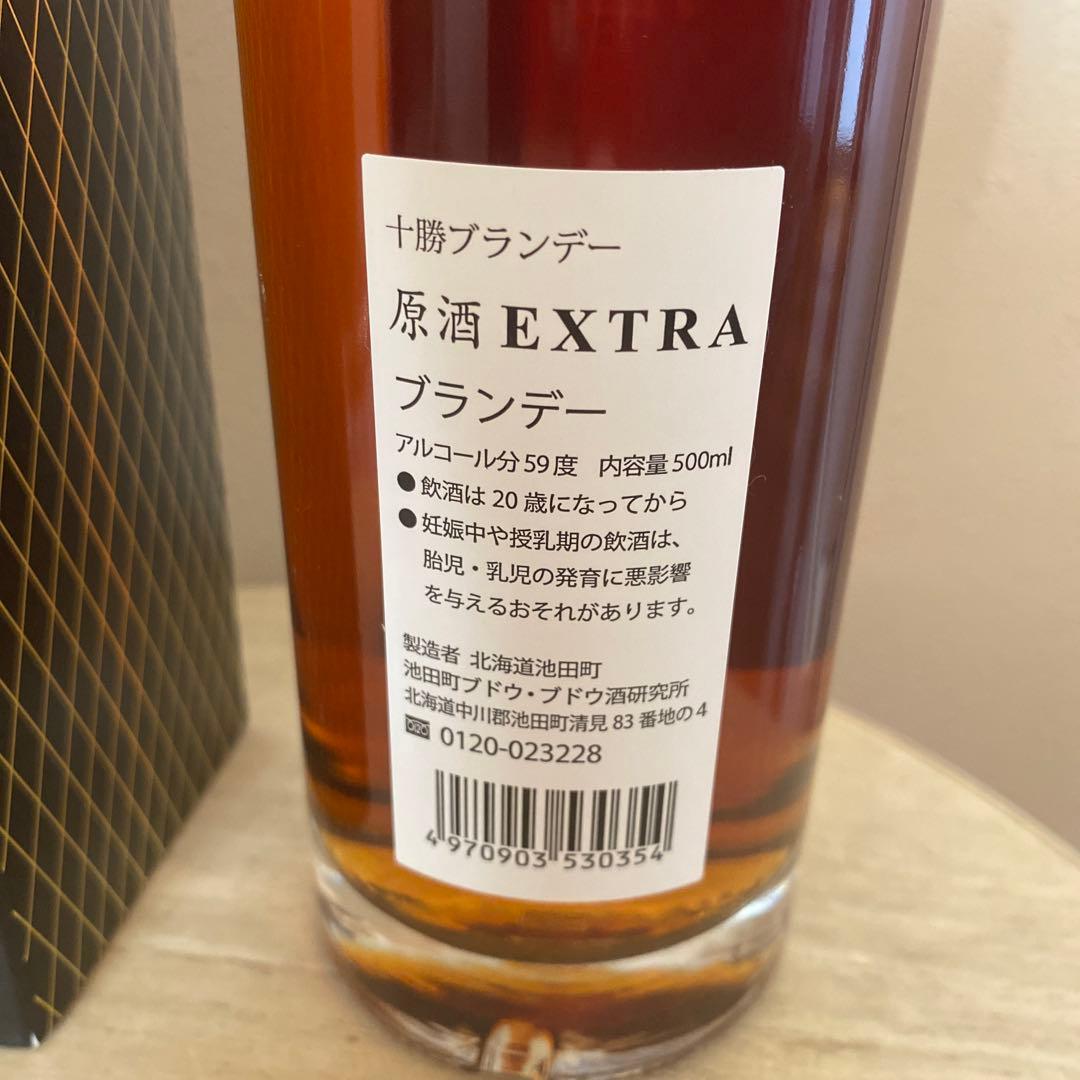 十勝ブランデー
原酒 EXTRA
ブランデー
アルコール分 59 度　内容量 500ml
● 飲酒は 20 歳になってから
● 妊娠中や授乳期の飲酒は、
胎児・乳児の発育に悪影響
を与えるおそれがあります。
製造者 北海道池田町
池田町ブドウ・ブドウ酒研究所
北海道中川郡池田町清見 83 番地の 4
0120-023228
4 970903 530354